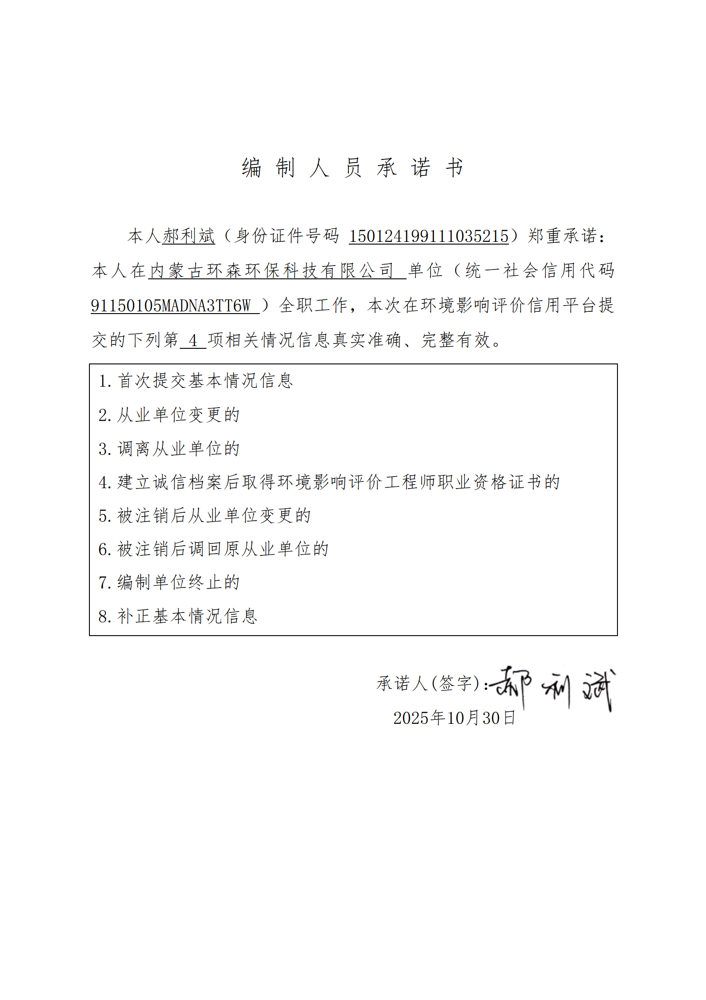 编制人员承诺书
本人郝利斌（身份证件号码 150124199111035215）郑重承诺：
本人在内蒙古环森环保科技有限公司 单位（统一社会信用代码
91150105MADNA3TT6W ）全职工作，本次在环境影响评价信用平台提
交的下列第 4 项相关情况信息真实准确、完整有效。
1.首次提交基本情况信息
2.从业单位变更的
3.调离从业单位的
4.建立诚信档案后取得环境影响评价工程师职业资格证书的
5.被注销后从业单位变更的
6.被注销后调回原从业单位的
7.编制单位终止的
8.补正基本情况信息
承诺人(签字)：郝利斌
2025年10月30日